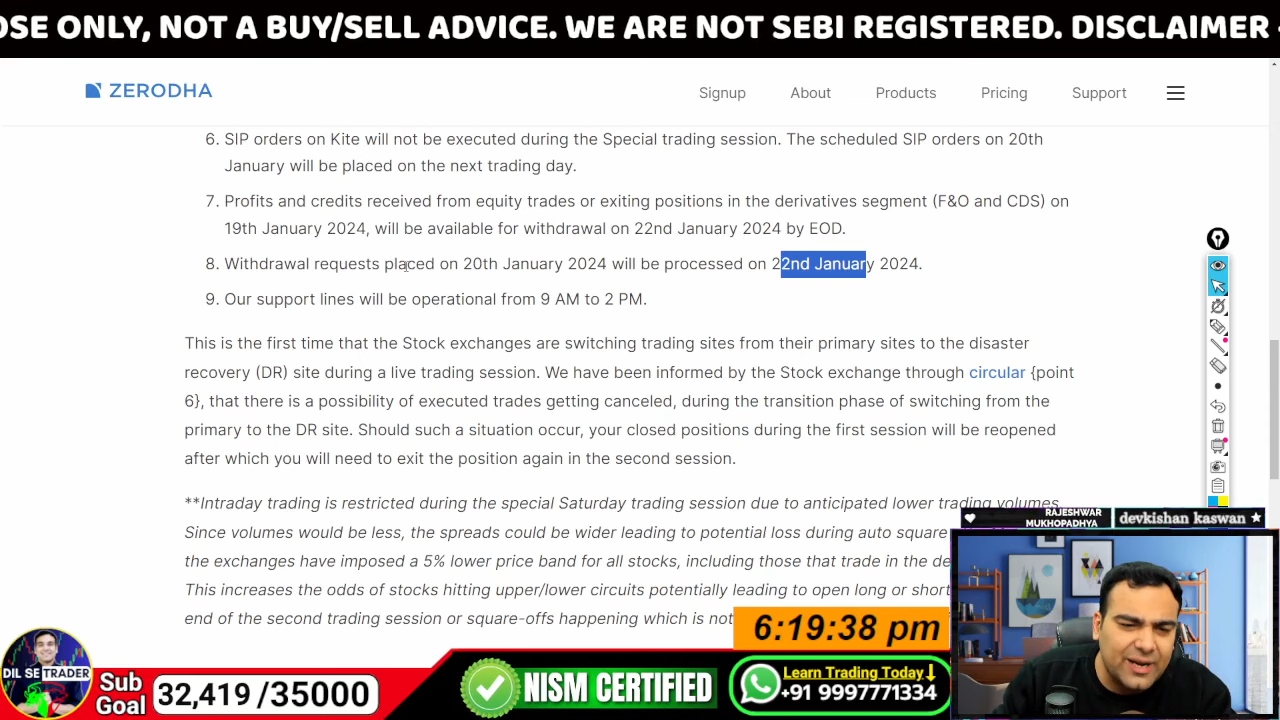 OSE ONLY, NOT A BUY/SELL ADVICE. WE ARE NOT SEBI REGISTERED. DISCLAIMER
ZERODHA
Signup About Products Pricing Support
6. SIP orders on Kite will not be executed during the Special trading session. The scheduled SIP orders on 20th
January will be placed on the next trading day.
7. Profits and credits received from equity trades or exiting positions in the derivatives segment (F&O and CDS) on
19th January 2024, will be available for withdrawal on 22nd January 2024 by EOD.
8. Withdrawal requests placed on 20th January 2024 will be processed on 22nd January 2024.
9. Our support lines will be operational from 9 AM to 2 PM.
This is the first time that the Stock exchanges are switching trading sites from their primary sites to the disaster
recovery (DR) site during a live trading session. We have been informed by the Stock exchange through circular {point
6}, that there is a possibility of executed trades getting canceled, during the transition phase of switching from the
primary to the DR site. Should such a situation occur, your closed positions during the first session will be reopened
after which you will need to exit the position again in the second session.
**Intraday trading is restricted during the special Saturday trading session due to anticipated lower trading volumes.
Since volumes would be less, the spreads could be wider leading to potential loss during auto square
the exchanges have imposed a 5% lower price band for all stocks, including those that trade in the de
This increases the odds of stocks hitting upper/lower circuits potentially leading to open long or short
end of the second trading session or square-offs happening which is not
RAJESHWAR
MUKHOPADHYA
devkishan kaswan
6:19:38 pm
DIL SE TRADER
Sub
Goal
32,419 /35000
NISM CERTIFIED
Learn Trading Today
+91 9997771334